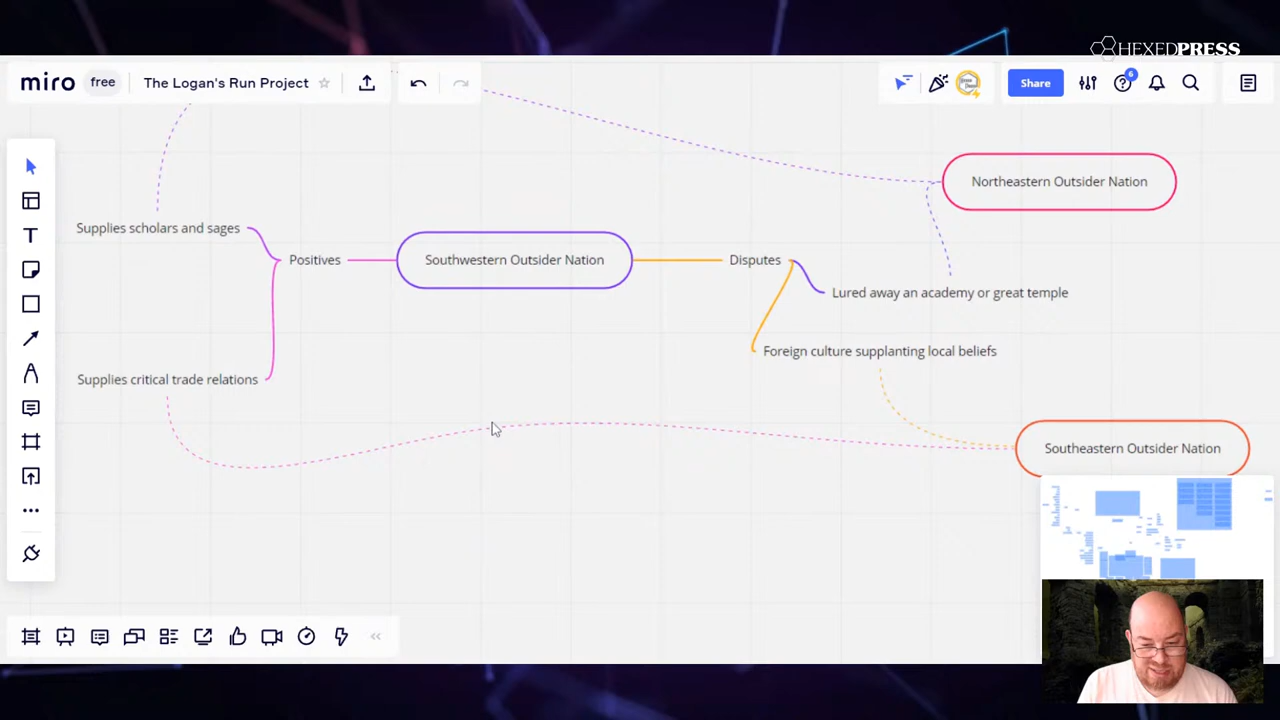 HEXEDPRESS
miro free The Logan's Run Project
Share
6
Northeastern Outsider Nation
Supplies scholars and sages
Positives
Southwestern Outsider Nation
Disputes
Lured away an academy or great temple
Foreign culture supplanting local beliefs
Supplies critical trade relations
Southeastern Outsider Nation